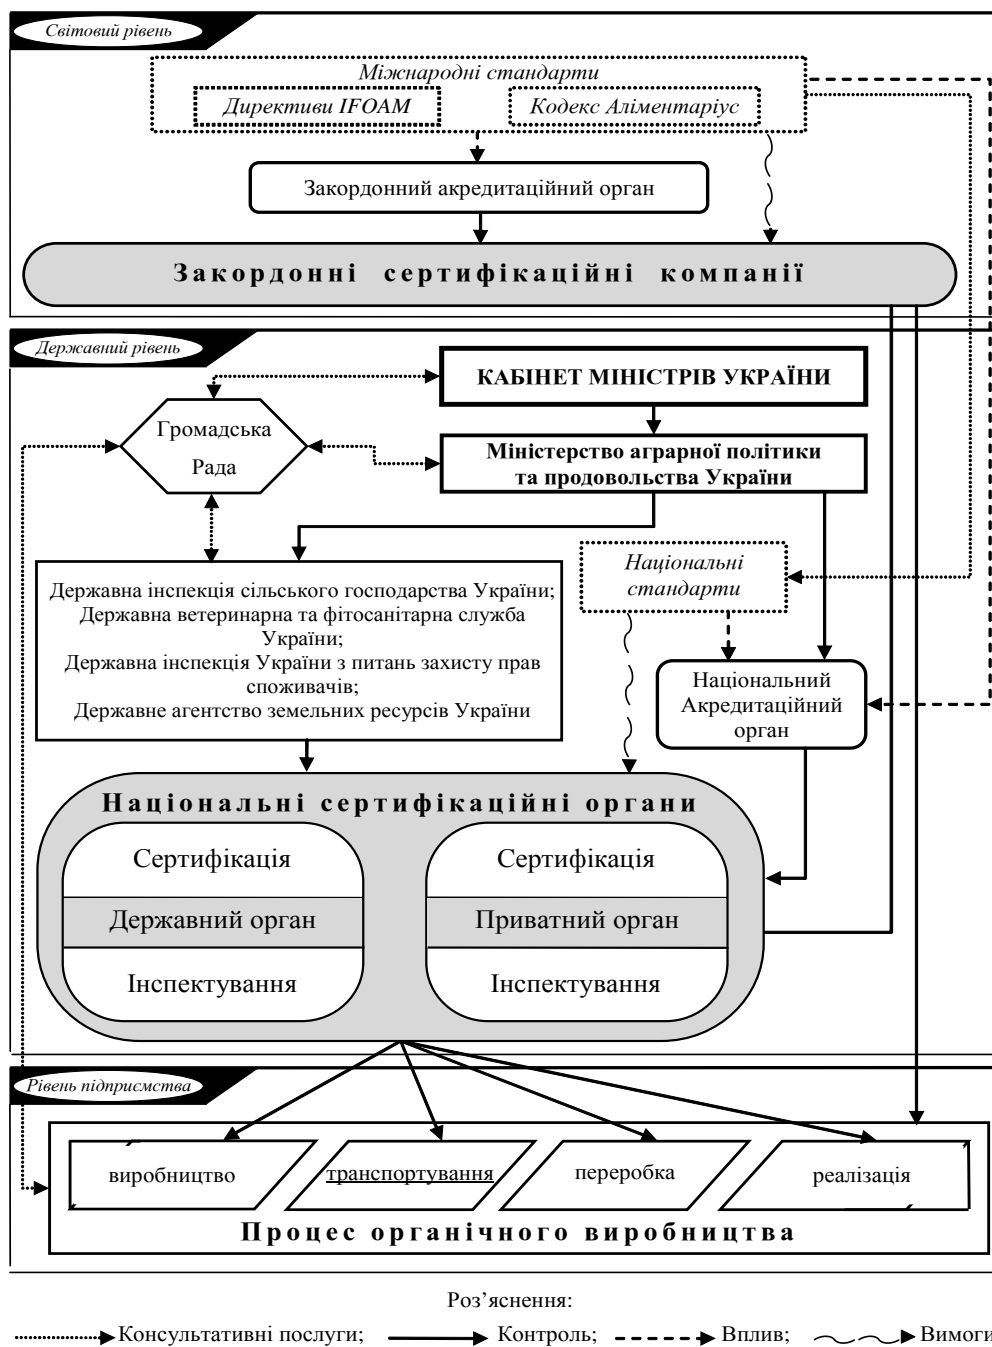 Світовий рівень
Міжнародні стандарти
Директиви IFOAM
Кодекс Аліментаріус
Закордонний акредитаційний орган
Закордонні сертифікаційні компанії
Державний рівень
КАБІНЕТ МІНІСТРІВ УКРАЇНИ
Громадська
Рада
Міністерство аграрної політики
та продовольства України
Державна інспекція сільського господарства України;
Державна ветеринарна та фітосанітарна служба
України;
Державна інспекція України з питань захисту прав
споживачів;
Державне агентство земельних ресурсів України
Національні
стандарти
Національний
Акредитаційний
орган
Національні сертифікаційні органи
Сертифікація
Державний орган
Інспектування
Сертифікація
Приватний орган
Інспектування
Рівень підприємства
виробництво
транспортування
переробка
реалізація
Процес органічного виробництва
Роз’яснення:
Консультативні послуги; Контроль; Вплив; Вимоги